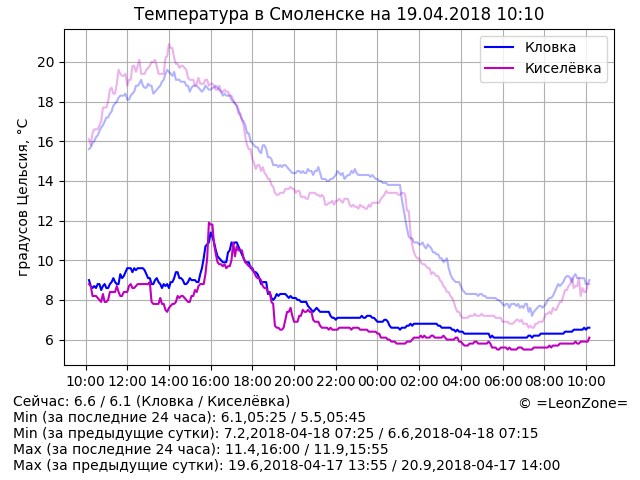 Температура в Смоленске на 19.04.2018 10:10
Кловка
Киселёвка
градусов Цельсия, °C
20
18
16
14
12
10
8
6
10:00 12:00 14:00 16:00 18:00 20:00 22:00 00:00 02:00 04:00 06:00 08:00 10:00
Сейчас: 6.6 / 6.1 (Кловка / Киселёвка)
© =LeonZone=
Min (за последние 24 часа): 6.1,05:25 / 5.5,05:45
Min (за предыдущие сутки): 7.2,2018-04-18 07:25 / 6.6,2018-04-18 07:15
Max (за последние 24 часа): 11.4,16:00 / 11.9,15:55
Max (за предыдущие сутки): 19.6,2018-04-17 13:55 / 20.9,2018-04-17 14:00